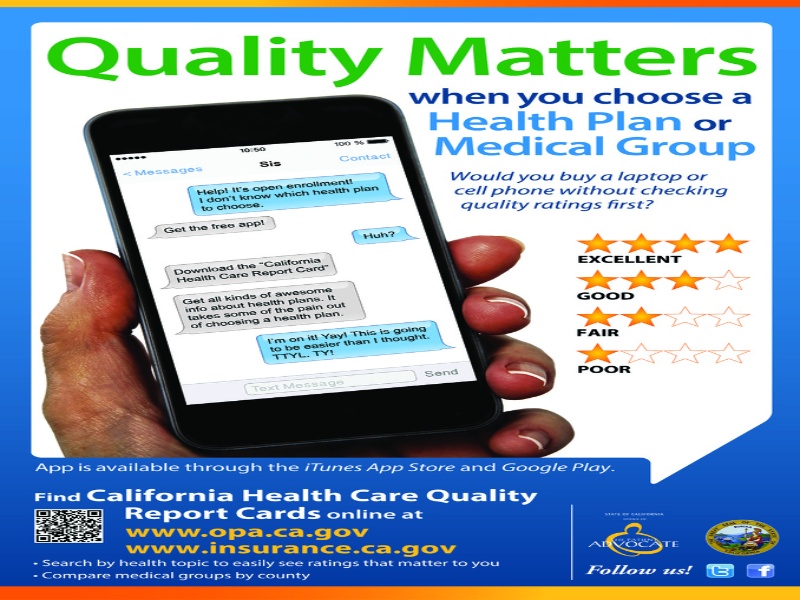 Quality Matters
when you choose a
Health Plan or
Medical Group
Would you buy a laptop or
cell phone without checking
quality ratings first?
10:50
100 %
< Messages
Sis
Contact
Help! It's open enrollment!
I don't know which health plan
to choose.
Get the free app!
Huh?
Download the "California
Health Care Report Card"
Get all kinds of awesome
info about health plans. It
takes some of the pain out
of choosing a health plan.
I'm on it! Yay! This is going
to be easier than I thought.
TTYL. TY!
Text Message
Send
EXCELLENT
GOOD
FAIR
POOR
App is available through the iTunes App Store and Google Play.
Find California Health Care Quality
Report Cards online at
www.opa.ca.gov
www.insurance.ca.gov
• Search by health topic to easily see ratings that matter to you
• Compare medical groups by county
STATE OF CALIFORNIA
ADVOCATE
Follow us!